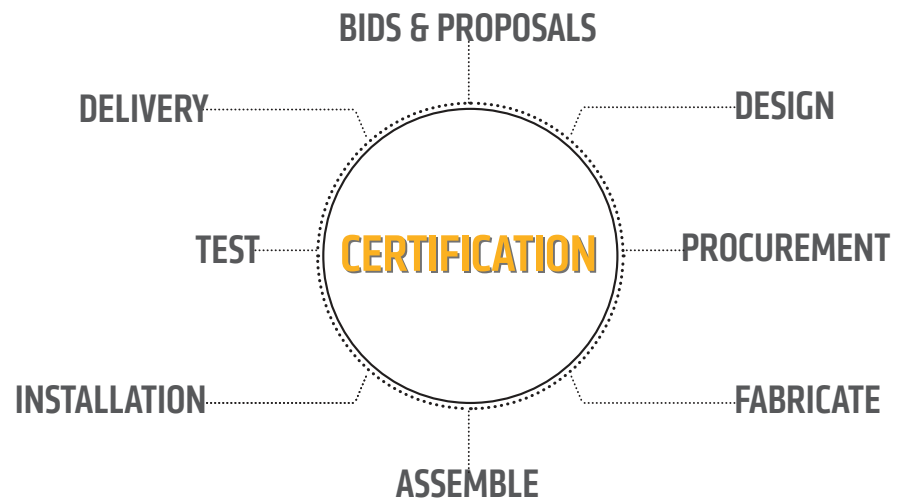 BIDS & PROPOSALS
DELIVERY
DESIGN
TEST
CERTIFICATION
PROCUREMENT
INSTALLATION
FABRICATE
ASSEMBLE